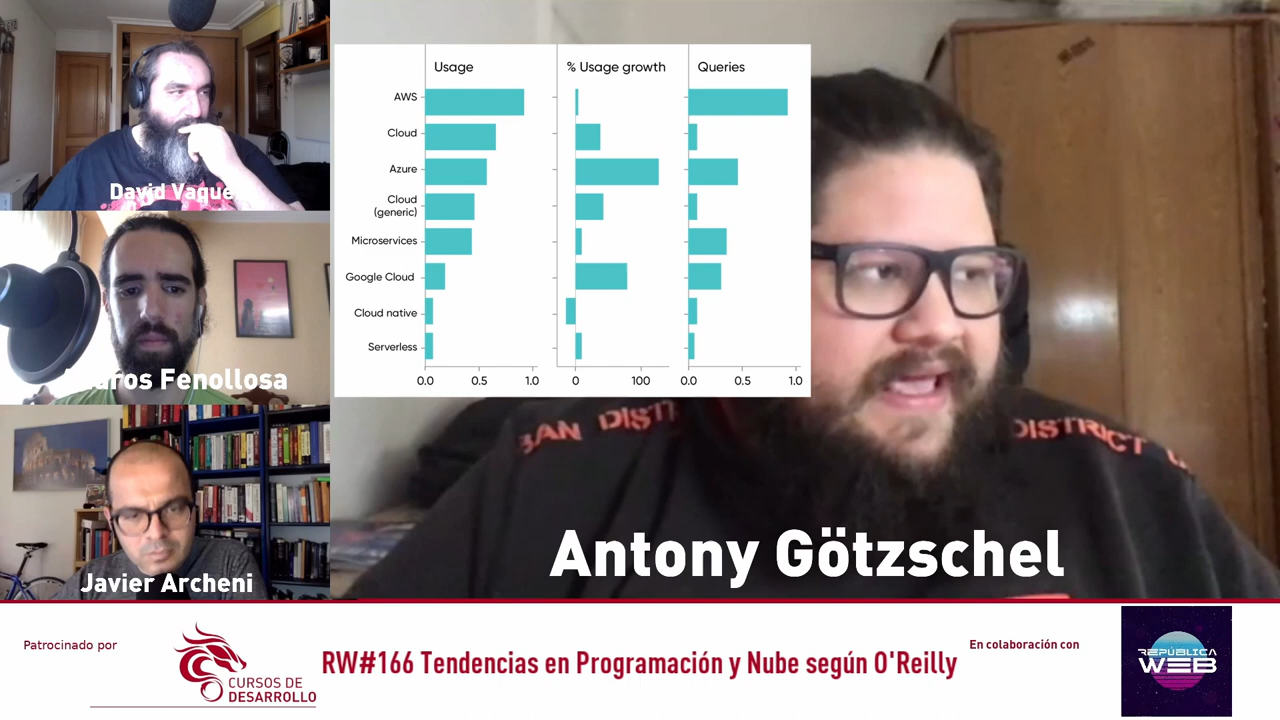 David Vaque
Usage
% Usage growth
Queries
AWS
Cloud
Azure
Cloud
(generic)
Microservices
Google Cloud
Cloud native
Serverless
0.0 0.5 1.0
0 100
0.0 0.5 1.0
Fenollosa
Javier Archeni
DISTRICT
Antony Götzschel
Patrocinado por
CURSOS DE
DESARROLLO
RW#166 Tendencias en Programación y Nube según O'Reilly
En colaboración con
REPÚBLICA
WEB